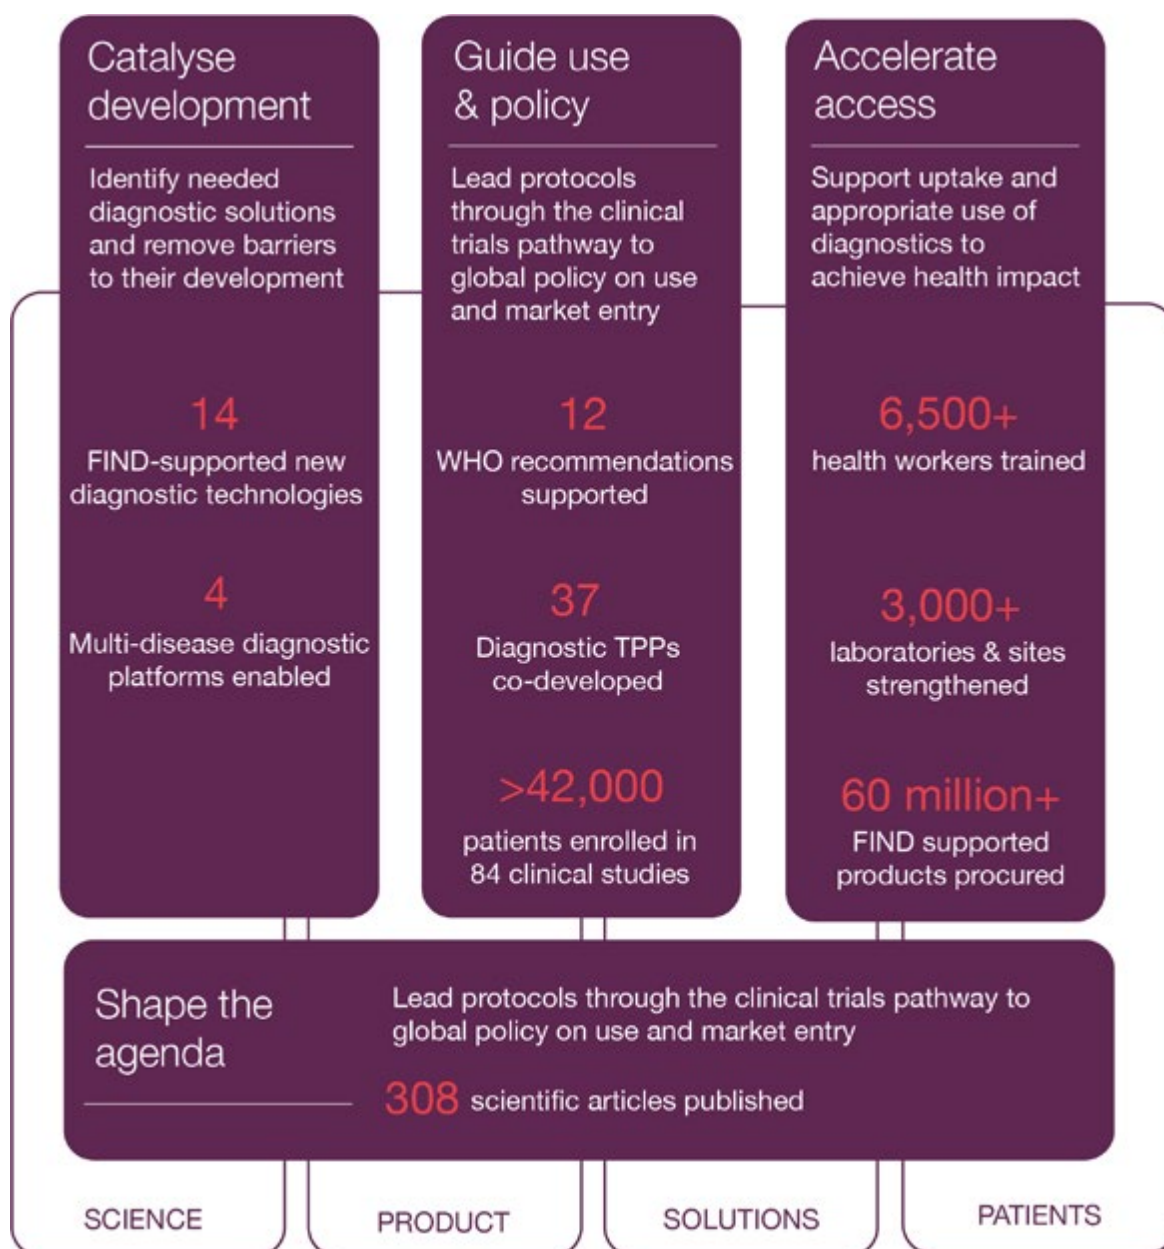 Catalyse
development
Identify needed
diagnostic solutions
and remove barriers
to their development
14
FIND-supported new
diagnostic technologies
4
Multi-disease diagnostic
platforms enabled
Guide use
& policy
Lead protocols
through the clinical
trials pathway to
global policy on use
and market entry
12
WHO recommendations
supported
37
Diagnostic TPPs
co-developed
>42,000
patients enrolled in
84 clinical studies
Accelerate
access
Support uptake and
appropriate use of
diagnostics to
achieve health impact
6,500+
health workers trained
3,000+
laboratories & sites
strengthened
60 million+
FIND supported
products procured
Shape the
agenda
Lead protocols through the clinical trials pathway to
global policy on use and market entry
308 scientific articles published
SCIENCE
PRODUCT
SOLUTIONS
PATIENTS